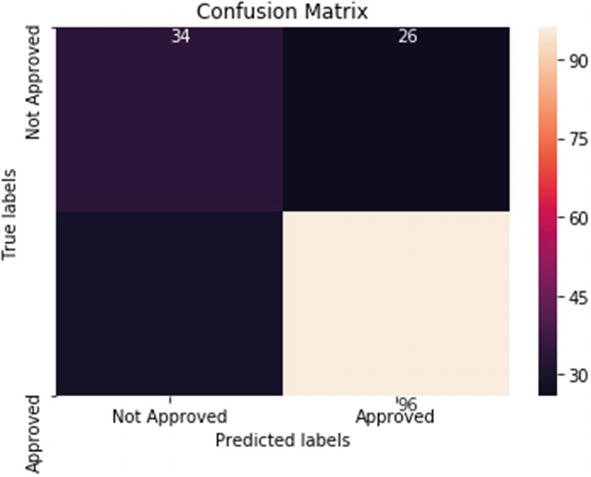 Confusion Matrix
34 26
Not Approved
Approved
True labels
96
Not Approved Approved
Predicted labels
90
75
60
45
30